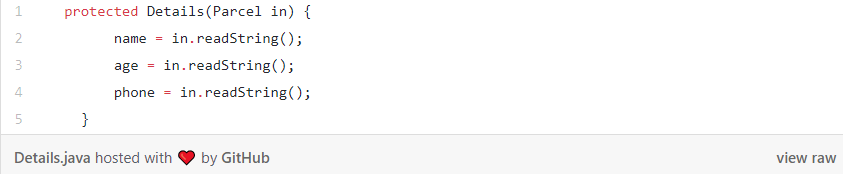 1 protected Details(Parcel in) {
2 name = in.readString();
3 age = in.readString();
4 phone = in.readString();
5 }
Details.java hosted with ❤ by GitHub view raw